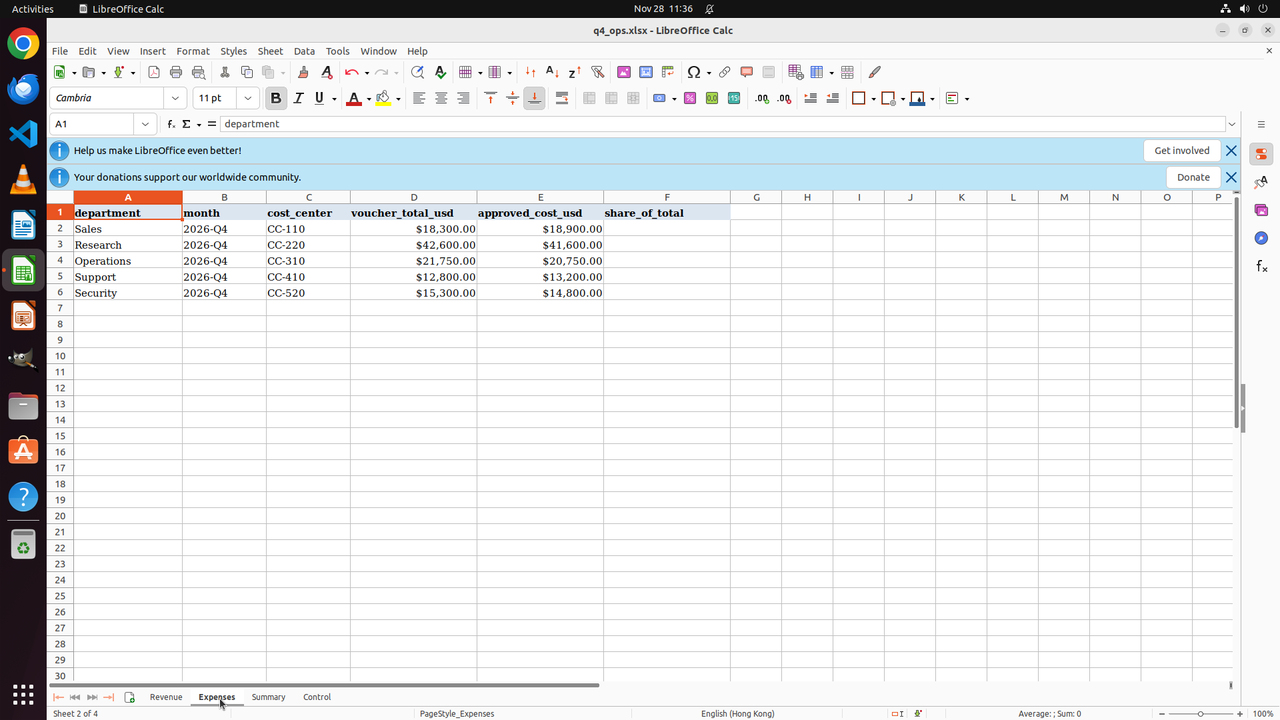 Activities
LibreOffice Calc
Nov 28 11:36
q4_ops.xlsx - LibreOffice Calc
File Edit View Insert Format Styles Sheet Data Tools Window Help
Cambria
11 pt
A1
department
Help us make LibreOffice even better!
Get involved
Your donations support our worldwide community.
Donate
A B C D E F G H I J K L M N O P
1 department month cost_center voucher_total_usd approved_cost_usd share_of_total
2 Sales 2026-Q4 CC-110 $18,300.00 $18,900.00
3 Research 2026-Q4 CC-220 $42,600.00 $41,600.00
4 Operations 2026-Q4 CC-310 $21,750.00 $20,750.00
5 Support 2026-Q4 CC-410 $12,800.00 $13,200.00
6 Security 2026-Q4 CC-520 $15,300.00 $14,800.00
7
8
9
10
11
12
13
14
15
16
17
18
19
20
21
22
23
24
25
26
27
28
29
30
Revenue Expenses Summary Control
Sheet 2 of 4
PageStyle_Expenses
English (Hong Kong)
Average: ; Sum: 0
100%